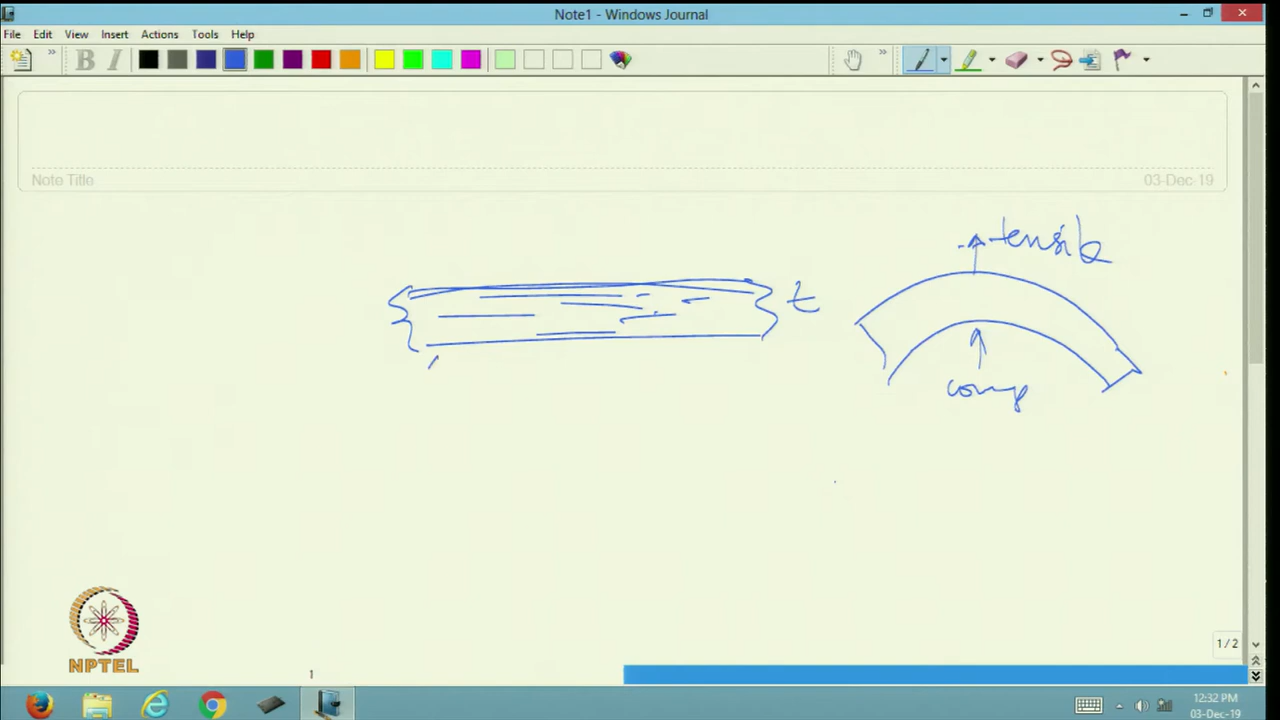 Note1 - Windows Journal
File Edit View Insert Actions Tools Help
B I
Note Title
03-Dec-19
tensile
t
comp
NPTEL
1 / 2
1
12:32 PM
03-Dec-19